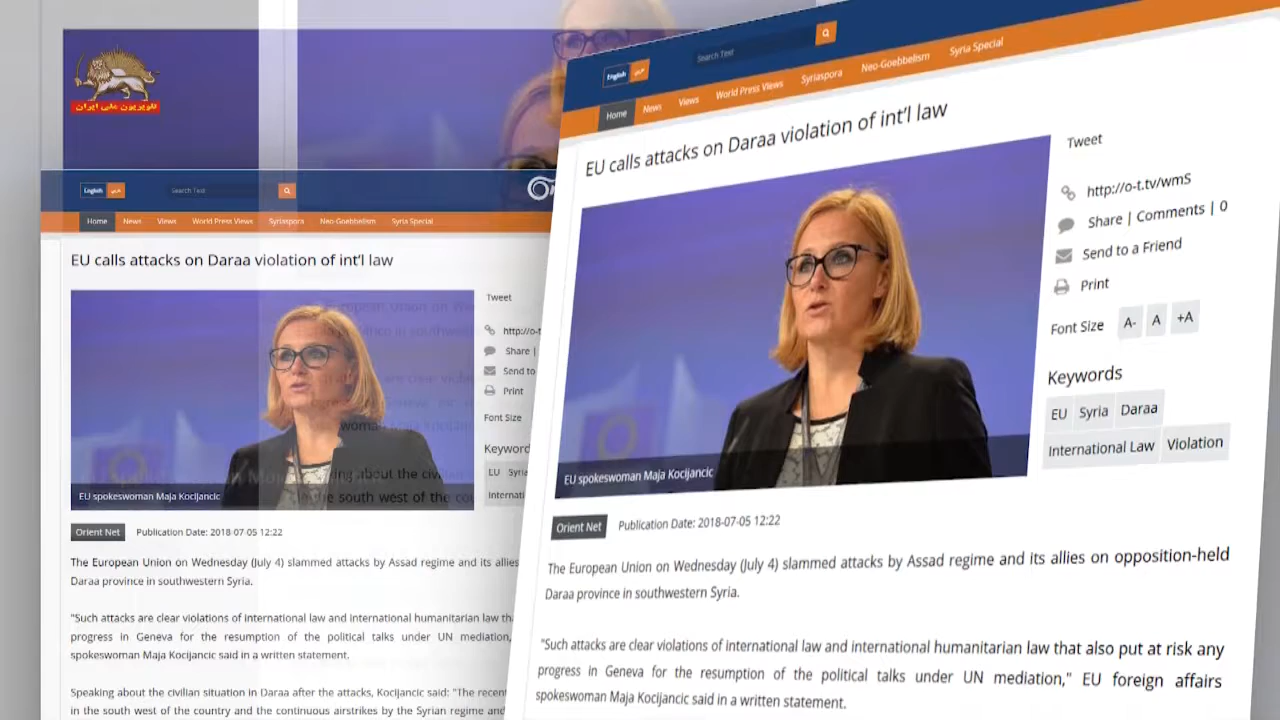 تلویزیون ملی ایران
English
عربي
Search Text
Home
News
Views
World Press Views
Syriaspora
Neo-Goebbelism
Syria Special
EU calls attacks on Daraa violation of int'l law
EU spokeswoman Maja Kocijancic
Tweet
http://o-t
Share |
Send to
Print
Font Size
Keyword
EU Syria
Internati
Orient Net
Publication Date: 2018-07-05 12:22
The European Union on Wednesday (July 4) slammed attacks by Assad regime and its allies
Daraa province in southwestern Syria.
"Such attacks are clear violations of international law and international humanitarian law tha
progress in Geneva for the resumption of the political talks under UN mediation,
spokeswoman Maja Kocijancic said in a written statement.
Speaking about the civilian situation in Daraa after the attacks, Kocijancic said: "The recent
in the south west of the country and the continuous airstrikes by the Syrian regime and
English
عربي
Search Text
Home
News
Views
World Press Views
Syriaspora
Neo-Goebbelism
Syria Special
EU calls attacks on Daraa violation of int'l law
EU spokeswoman Maja Kocijancic
Tweet
http://o-t.tv/wmS
Share | Comments | 0
Send to a Friend
Print
Font Size A- A +A
Keywords
EU Syria Daraa
International Law Violation
Orient Net
Publication Date: 2018-07-05 12:22
The European Union on Wednesday (July 4) slammed attacks by Assad regime and its allies on opposition-held
Daraa province in southwestern Syria.
"Such attacks are clear violations of international law and international humanitarian law that also put at risk any
progress in Geneva for the resumption of the political talks under UN mediation," EU foreign affairs
spokeswoman Maja Kocijancic said in a written statement.